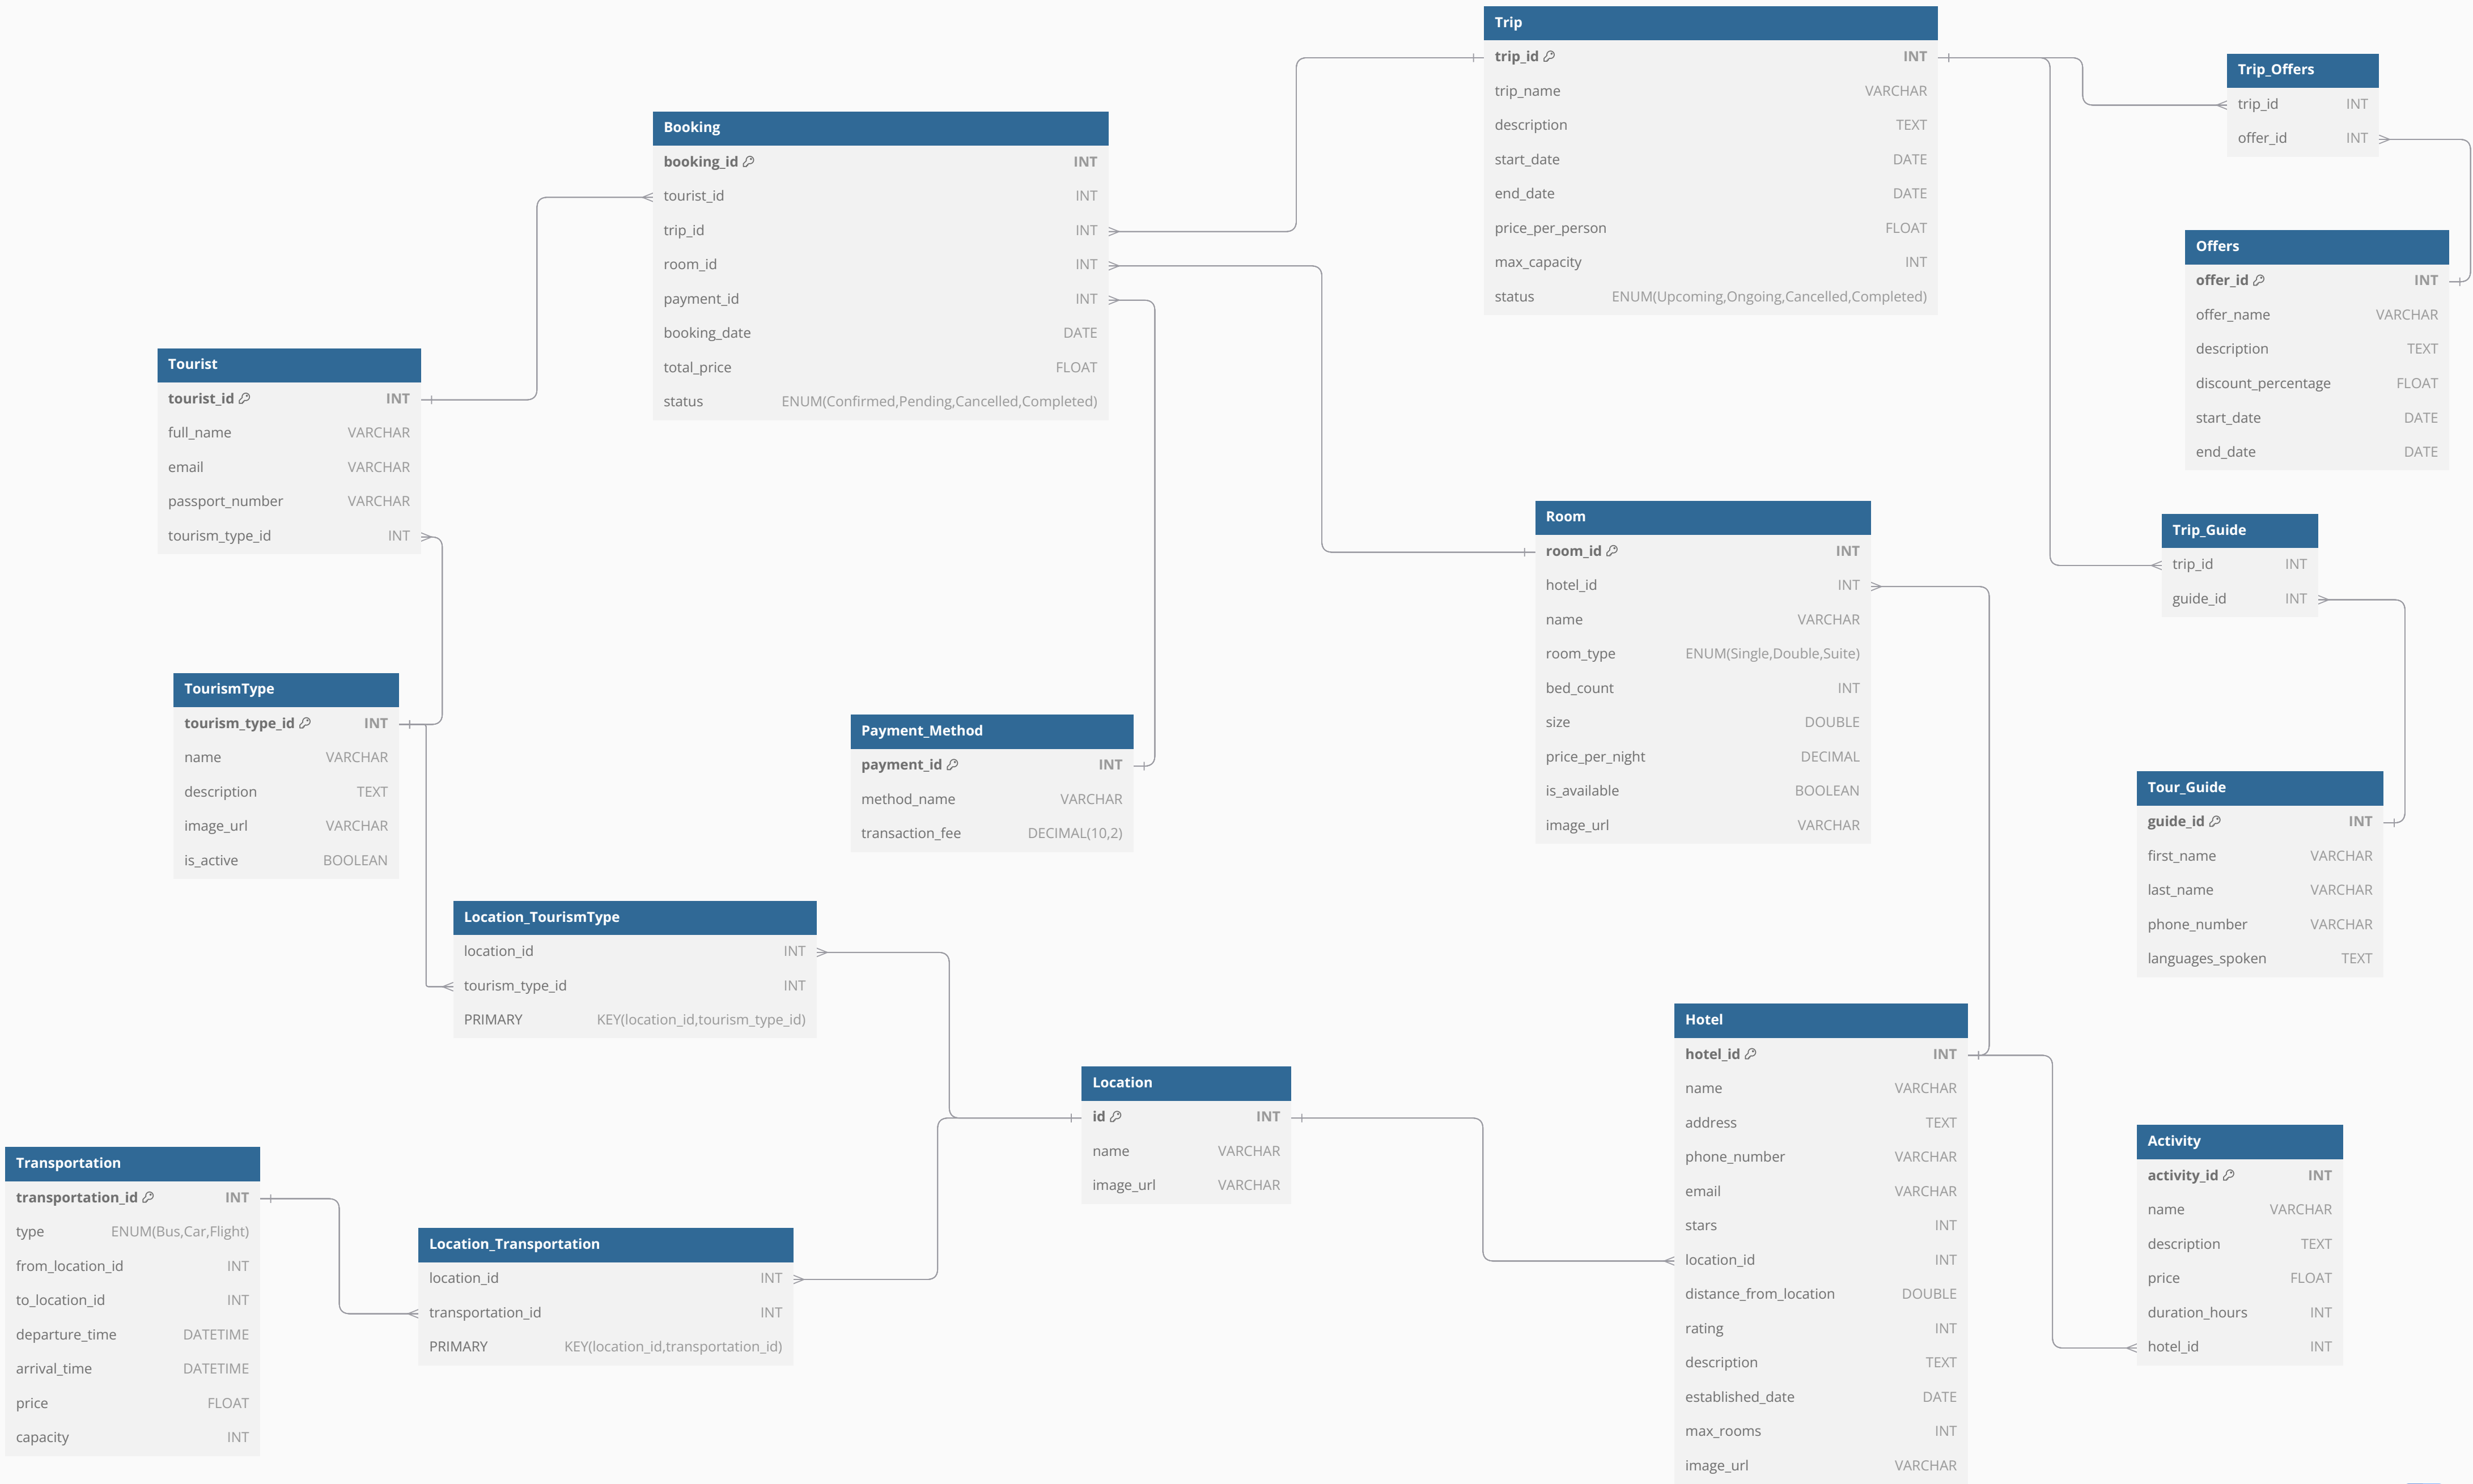 Trip
trip_id INT
trip_name VARCHAR
description TEXT
start_date DATE
end_date DATE
price_per_person FLOAT
max_capacity INT
status ENUM(Upcoming,Ongoing,Cancelled,Completed)
Trip_Offers
trip_id INT
offer_id INT
Booking
booking_id INT
tourist_id INT
trip_id INT
room_id INT
payment_id INT
booking_date DATE
total_price FLOAT
status ENUM(Confirmed,Pending,Cancelled,Completed)
Offers
offer_id INT
offer_name VARCHAR
description TEXT
discount_percentage FLOAT
start_date DATE
end_date DATE
Tourist
tourist_id INT
full_name VARCHAR
email VARCHAR
passport_number VARCHAR
tourism_type_id INT
Room
room_id INT
hotel_id INT
name VARCHAR
room_type ENUM(Single,Double,Suite)
bed_count INT
size DOUBLE
price_per_night DECIMAL
is_available BOOLEAN
image_url VARCHAR
Trip_Guide
trip_id INT
guide_id INT
TourismType
tourism_type_id INT
name VARCHAR
description TEXT
image_url VARCHAR
is_active BOOLEAN
Payment_Method
payment_id INT
method_name VARCHAR
transaction_fee DECIMAL(10,2)
Tour_Guide
guide_id INT
first_name VARCHAR
last_name VARCHAR
phone_number VARCHAR
languages_spoken TEXT
Location_TourismType
location_id INT
tourism_type_id INT
PRIMARY KEY(location_id,tourism_type_id)
Hotel
hotel_id INT
name VARCHAR
address TEXT
phone_number VARCHAR
email VARCHAR
stars INT
location_id INT
distance_from_location DOUBLE
rating INT
description TEXT
established_date DATE
max_rooms INT
image_url VARCHAR
Location
id INT
name VARCHAR
image_url VARCHAR
Activity
activity_id INT
name VARCHAR
description TEXT
price FLOAT
duration_hours INT
hotel_id INT
Transportation
transportation_id INT
type ENUM(Bus,Car,Flight)
from_location_id INT
to_location_id INT
departure_time DATETIME
arrival_time DATETIME
price FLOAT
capacity INT
Location_Transportation
location_id INT
transportation_id INT
PRIMARY KEY(location_id,transportation_id)